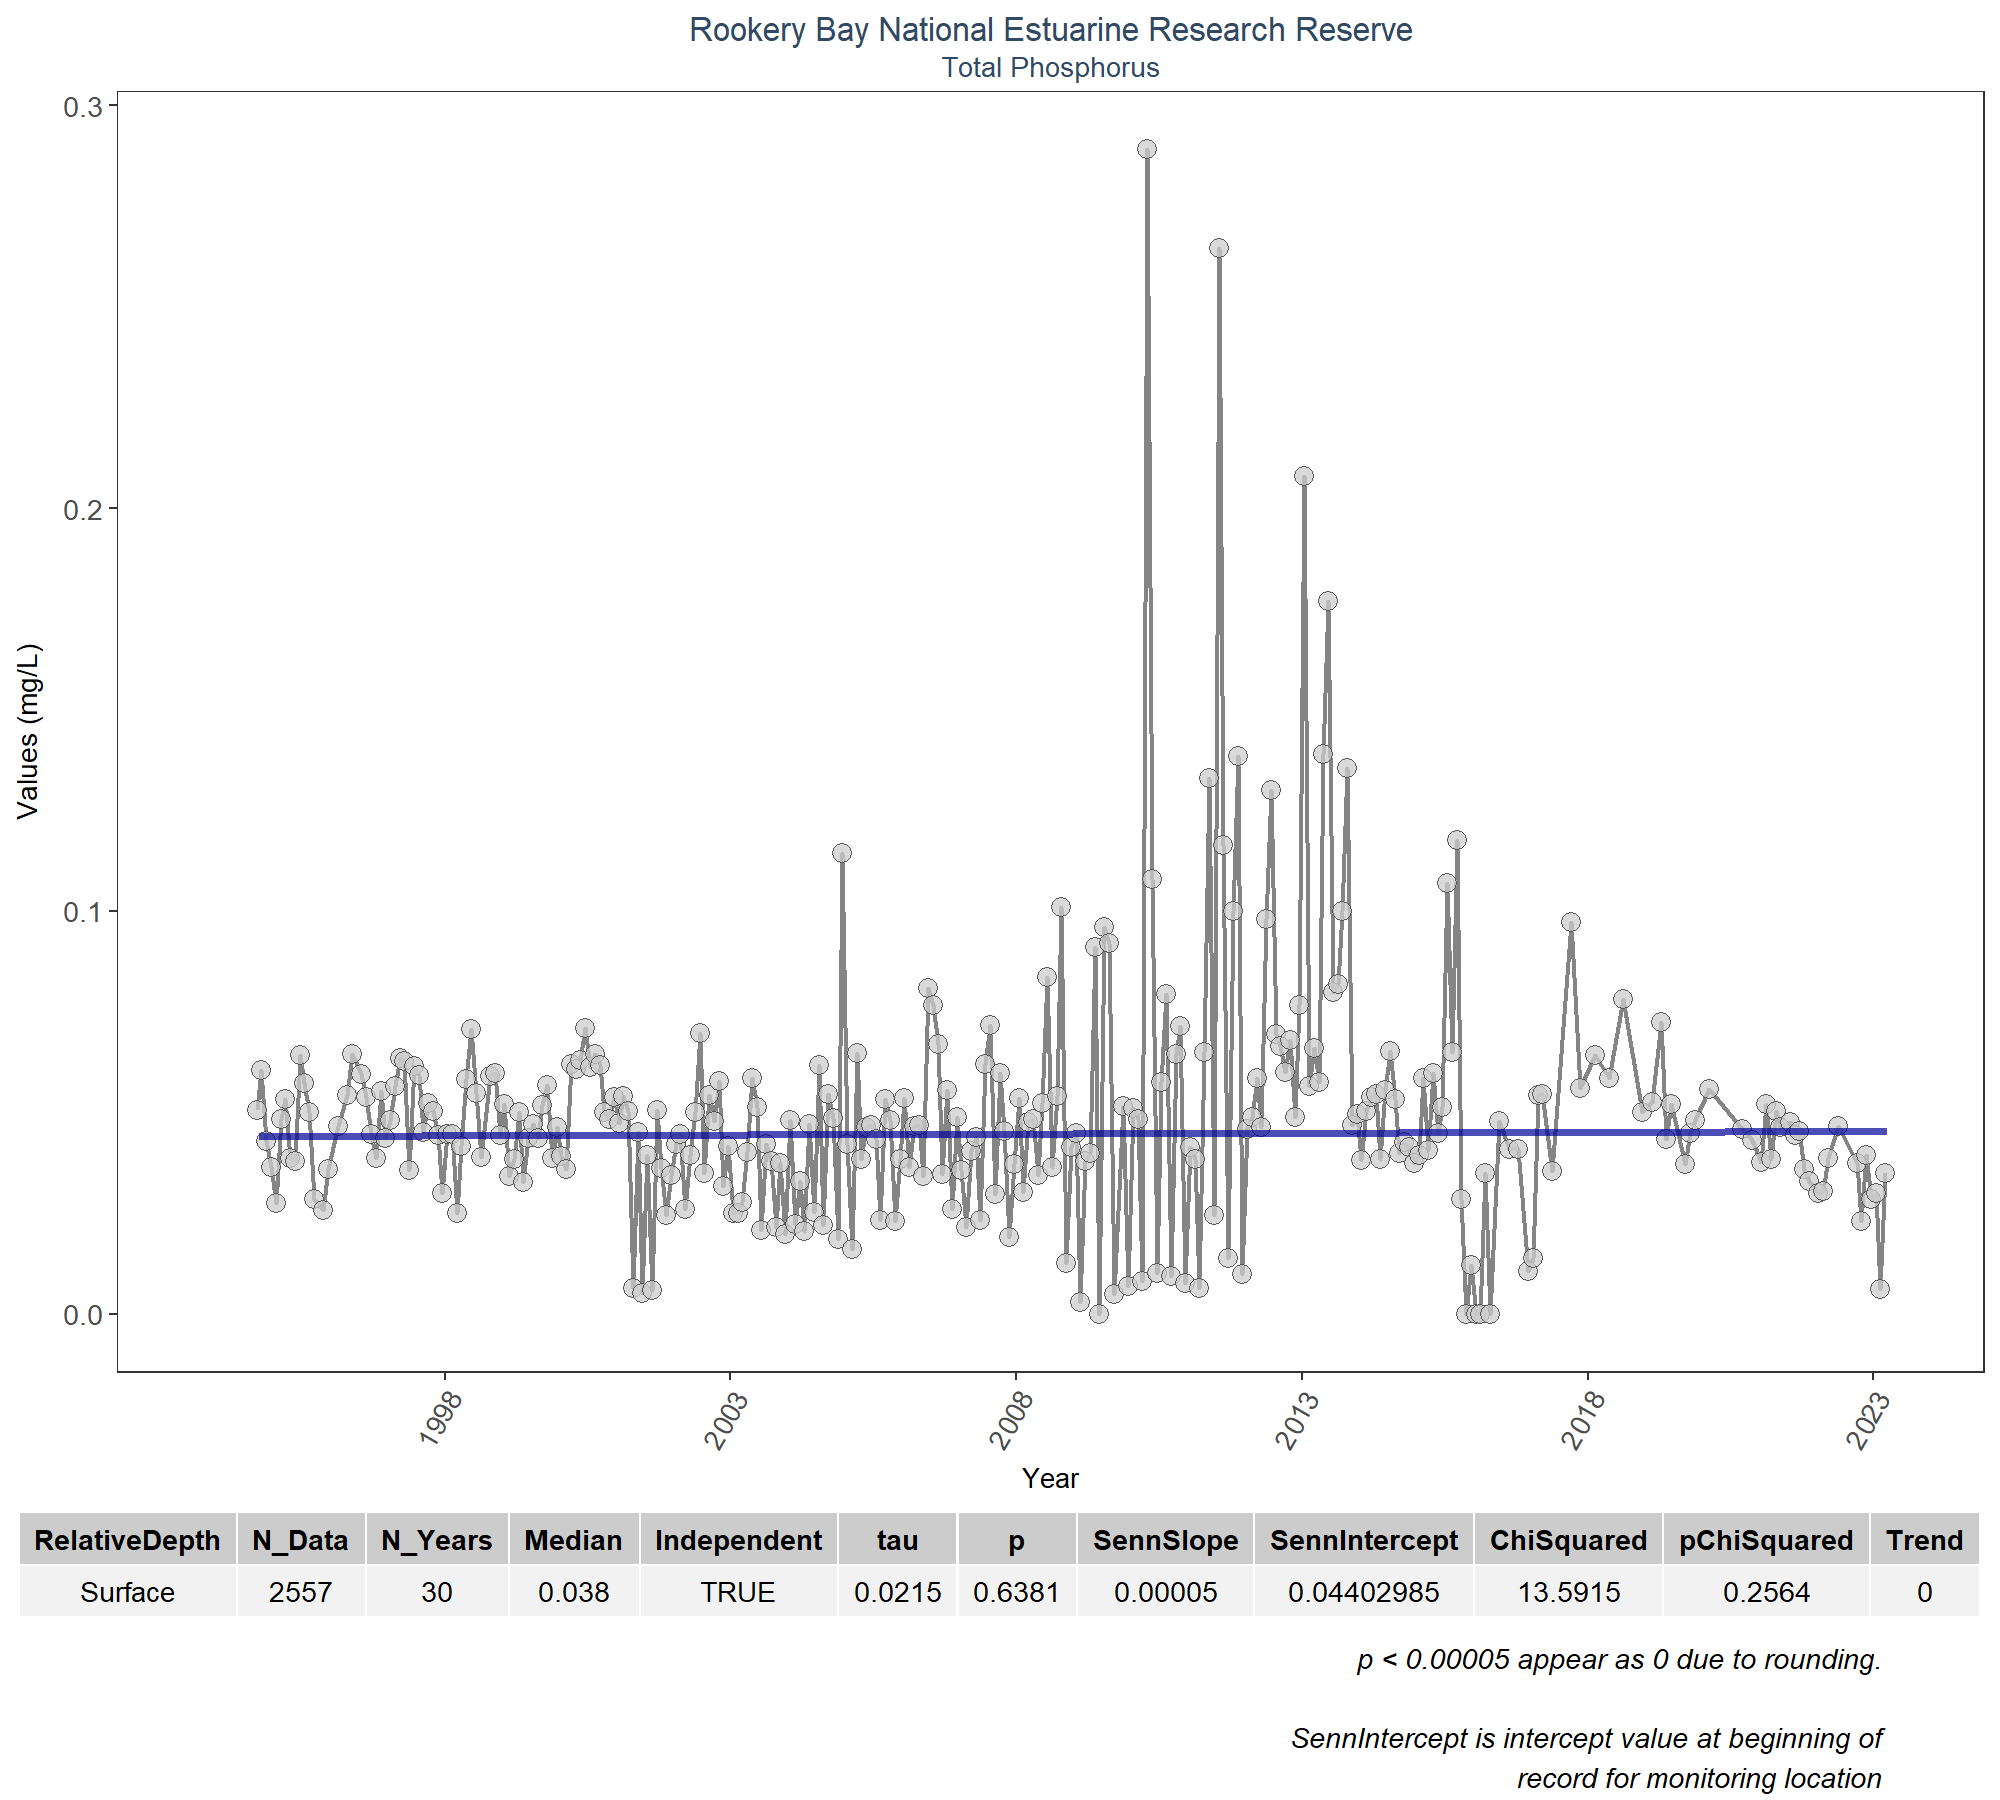 Rookery Bay National Estuarine Research Reserve
Total Phosphorus
0.3
0.2
0.1
0.0
Values (mg/L)
1998 2003 2008 2013 2018 2023
Year
RelativeDepth N_Data N_Years Median Independent tau p SennSlope SennIntercept ChiSquared pChiSquared Trend
Surface 2557 30 0.038 TRUE 0.0215 0.6381 0.00005 0.04402985 13.5915 0.2564 0
p < 0.00005 appear as 0 due to rounding.
SennIntercept is intercept value at beginning of
record for monitoring location